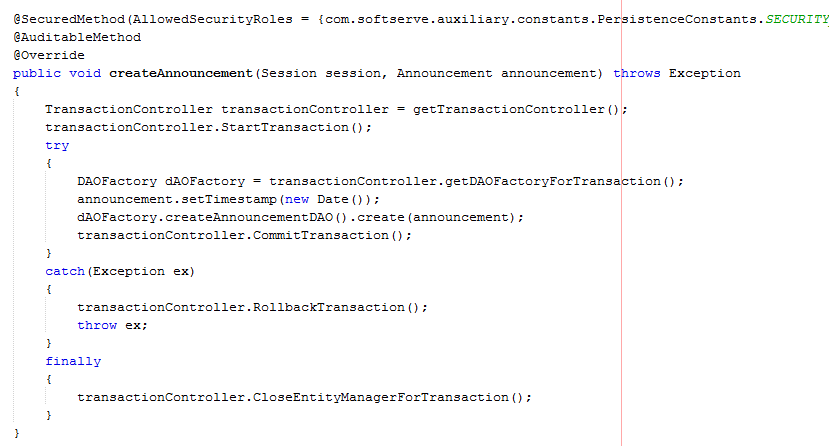 @SecuredMethod(AllowedSecurityRoles = {com.softserve.auxiliary.constants.PersistenceConstants.SECURITY
@AuditableMethod
@Override
public void createAnnouncement(Session session, Announcement announcement) throws Exception
{
    TransactionController transactionController = getTransactionController();
    transactionController.StartTransaction();
    try
    {
        DAOFactory dAOFactory = transactionController.getDAOFactoryForTransaction();
        announcement.setTimestamp(new Date());
        dAOFactory.createAnnouncementDAO().create(announcement);
        transactionController.CommitTransaction();
    }
    catch(Exception ex)
    {
        transactionController.RollbackTransaction();
        throw ex;
    }
    finally
    {
        transactionController.CloseEntityManagerForTransaction();
    }
}